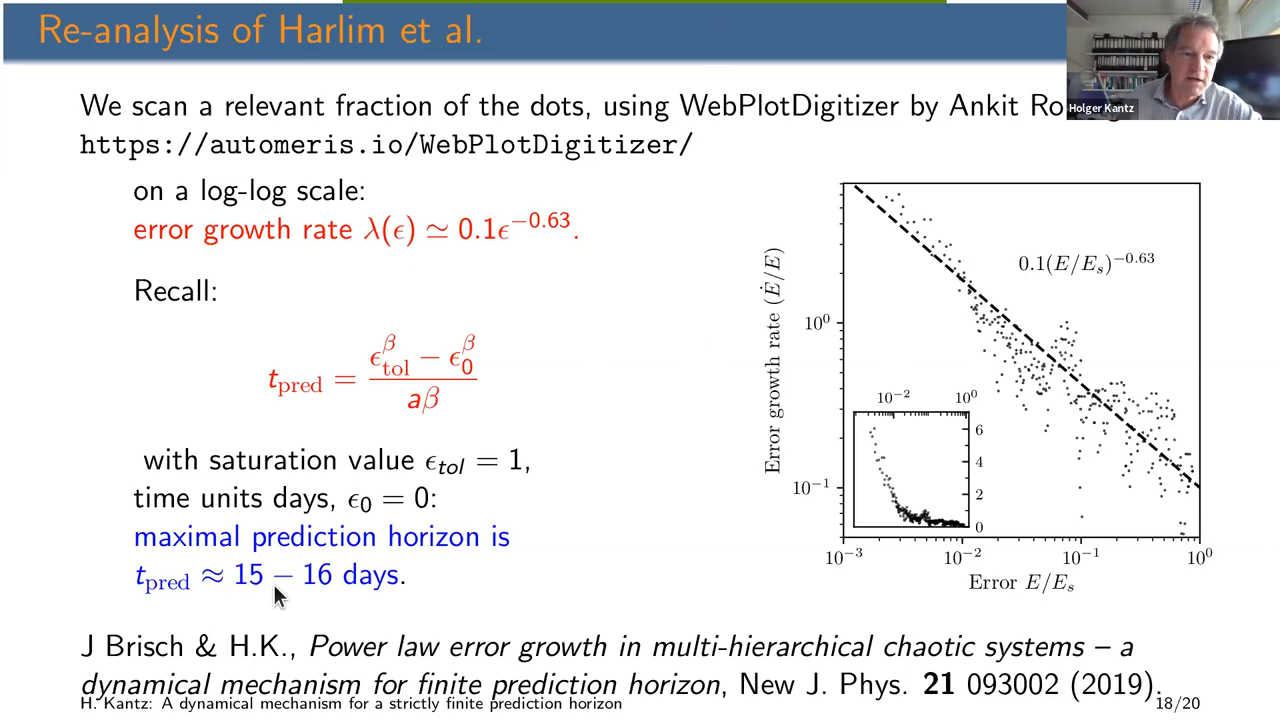 Re-analysis of Harlim et al.
Holger Kantz
We scan a relevant fraction of the dots, using WebPlotDigitizer by Ankit
https://automeris.io/WebPlotDigitizer/
on a log-log scale:
error growth rate λ(ϵ) ≃ 0.1ϵ^−0.63.
Recall:
t_pred = (ϵ_tol^β − ϵ_0^β) / (aβ)
with saturation value ϵ_tol = 1,
time units days, ϵ_0 = 0:
maximal prediction horizon is
t_pred ≈ 15 − 16 days.
Error growth rate (Ė/E)
0.1(E/E_s)^−0.63
10^0
10^−1
10^−2 10^0
6
4
2
0
10^−3 10^−2 10^−1 10^0
Error E/E_s
J Brisch & H.K., Power law error growth in multi-hierarchical chaotic systems – a
dynamical mechanism for finite prediction horizon, New J. Phys. 21 093002 (2019).
H. Kantz: A dynamical mechanism for a strictly finite prediction horizon
18/20